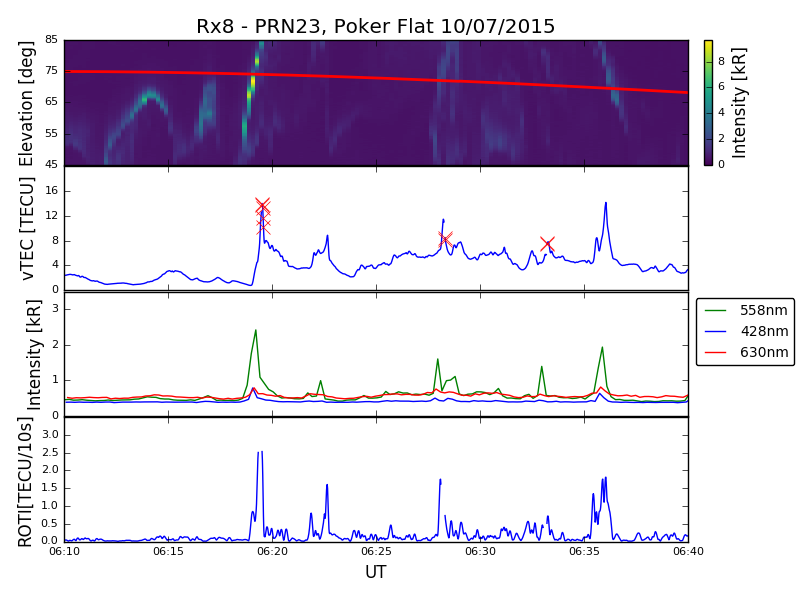 Rx8 - PRN23, Poker Flat 10/07/2015
Elevation [deg]
85
75
65
55
45
8
6
4
2
0
Intensity [kR]
vTEC [TECU]
16
12
8
4
0
Intensity [kR]
3
2
1
0
558nm
428nm
630nm
ROTI[TECU/10s]
3.0
2.5
2.0
1.5
1.0
0.5
0.0
06:10 06:15 06:20 06:25 06:30 06:35 06:40
UT